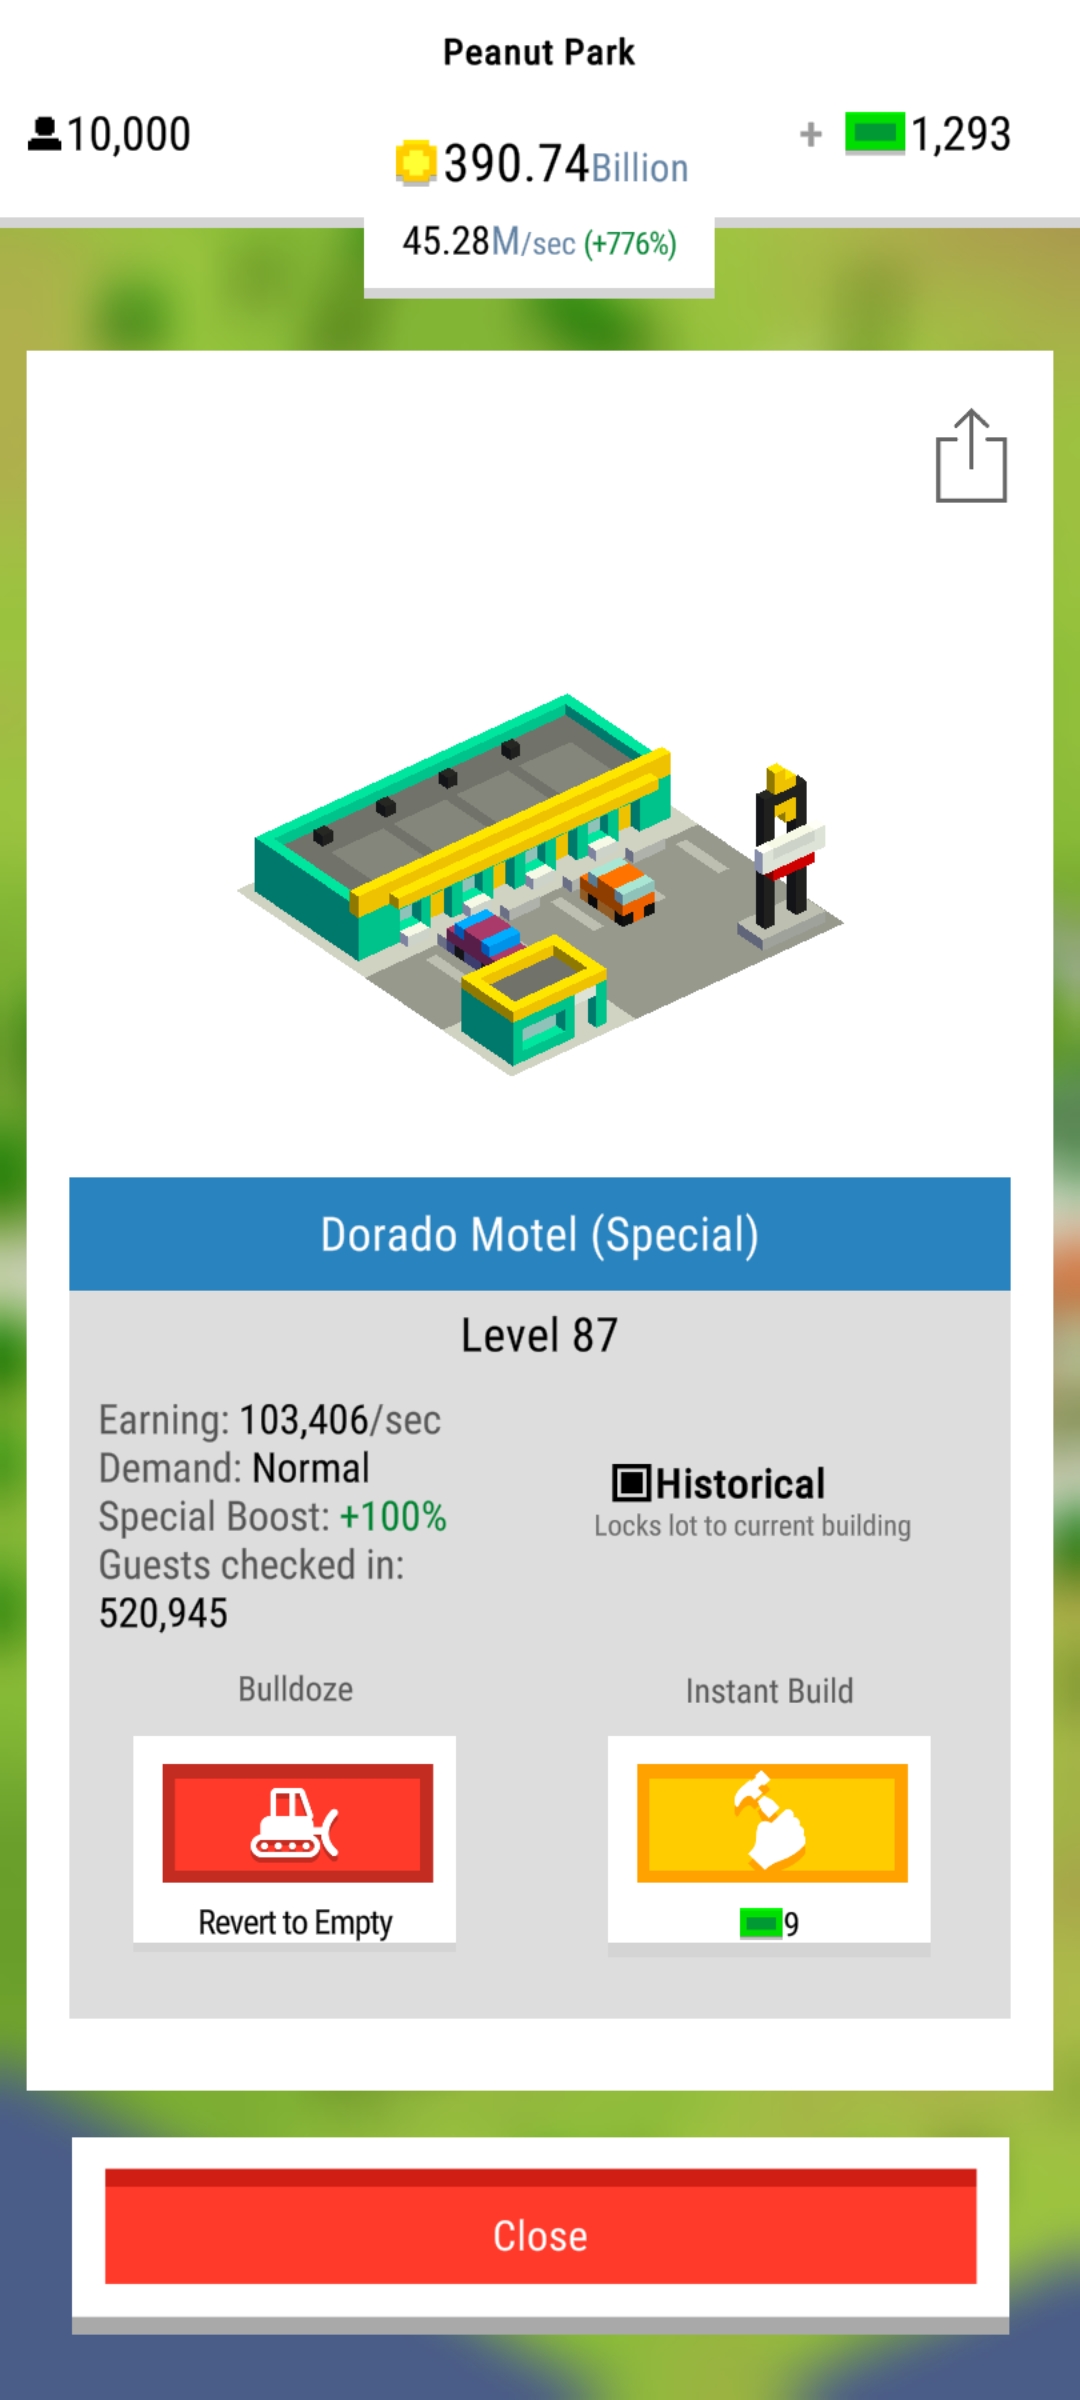 Peanut Park
10,000
390.74Billion
+ 1,293
45.28M/sec (+776%)
Dorado Motel (Special)
Level 87
Earning: 103,406/sec
Demand: Normal
Special Boost: +100%
Guests checked in:
520,945
Historical
Locks lot to current building
Bulldoze
Instant Build
Revert to Empty
9
Close